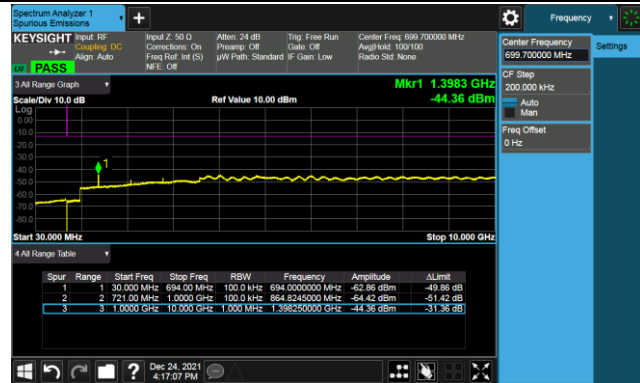 Spectrum Analyzer 1
Spurious Emissions
Frequency
KEYSIGHT
Input: RF
Coupling: DC
Align: Auto
Input Z: 50 Ω
Corrections: On
Freq Ref: Int (S)
NFE: Off
Atten: 24 dB
Preamp: Off
µW Path: Standard
Trig: Free Run
Gate: Off
IF Gain: Low
Center Freq: 699.700000 MHz
Avg|Hold: 100/100
Radio Std: None
PASS
Center Frequency
699.700000 MHz
Settings
CF Step
200.000 kHz
Auto
Man
Freq Offset
0 Hz
3 All Range Graph
Mkr1 1.3983 GHz
Scale/Div 10.0 dB
Ref Value 10.00 dBm
-44.36 dBm
Log
0.00
-10.0
-20.0
-30.0
-40.0
-50.0
-60.0
-70.0
-80.0
1
Start 30.000 MHz
Stop 10.000 GHz
4 All Range Table
Spur Range Start Freq Stop Freq RBW Frequency Amplitude ΔLimit
1 1 30.000 MHz 694.00 MHz 100.0 kHz 694.0000000 MHz -62.86 dBm -49.86 dB
2 2 721.00 MHz 1.0000 GHz 100.0 kHz 864.8245000 MHz -64.42 dBm -51.42 dB
3 3 1.0000 GHz 10.000 GHz 1.000 MHz 1.398250000 GHz -44.36 dBm -31.36 dB
?
Dec 24, 2021
4:17:07 PM